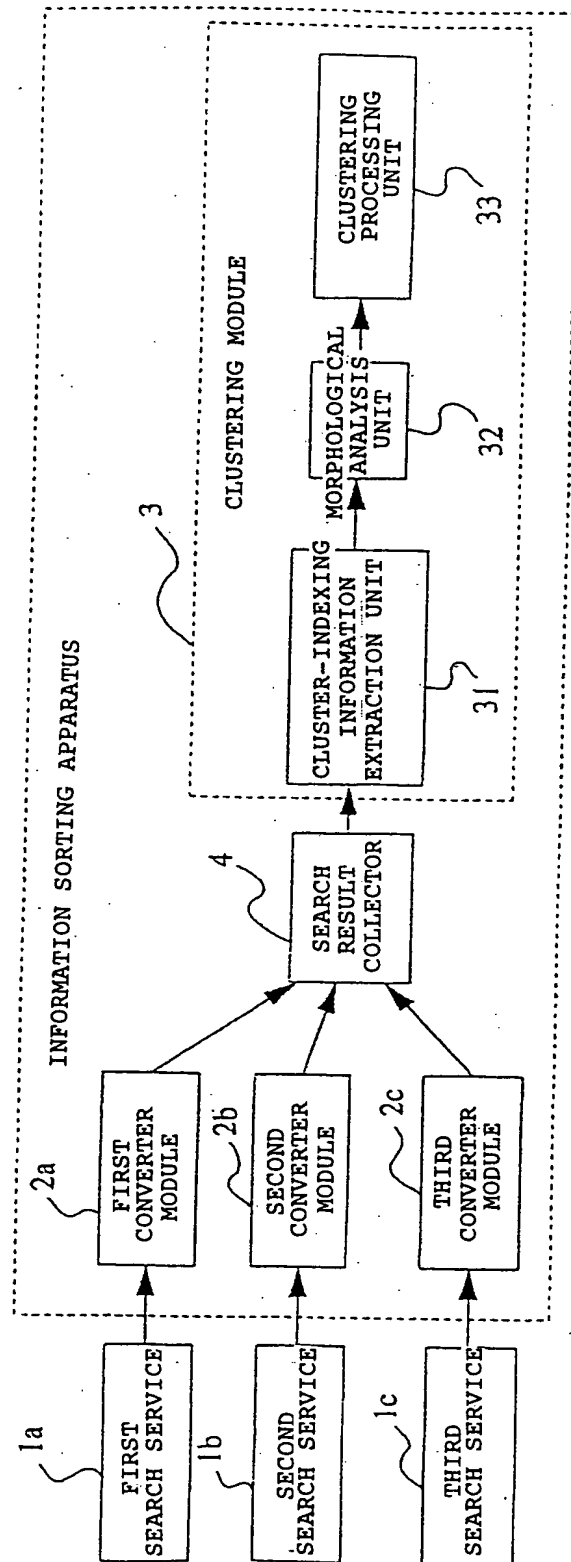 INFORMATION SORTING APPARATUS
1a
FIRST
SEARCH SERVICE
1b
SECOND
SEARCH SERVICE
1c
THIRD
SEARCH SERVICE
2a
FIRST
CONVERTER
MODULE
2b
SECOND
CONVERTER
MODULE
2c
THIRD
CONVERTER
MODULE
4
SEARCH
RESULT
COLLECTOR
3
CLUSTERING MODULE
CLUSTER-INDEXING
INFORMATION
EXTRACTION UNIT
31
MORPHOLOGICAL
ANALYSIS
UNIT
32
CLUSTERING
PROCESSING
UNIT
33